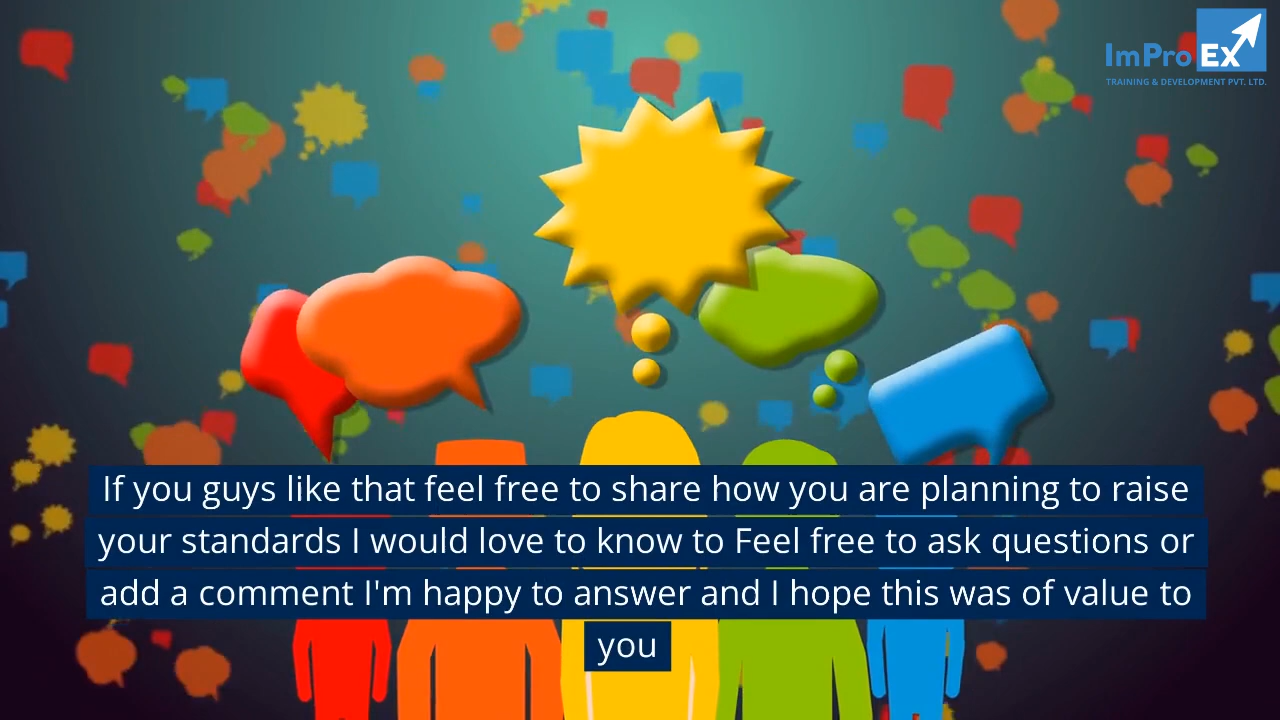 ImProEx
TRAINING & DEVELOPMENT PVT. LTD.
If you guys like that feel free to share how you are planning to raise
your standards I would love to know to Feel free to ask questions or
add a comment I'm happy to answer and I hope this was of value to
you